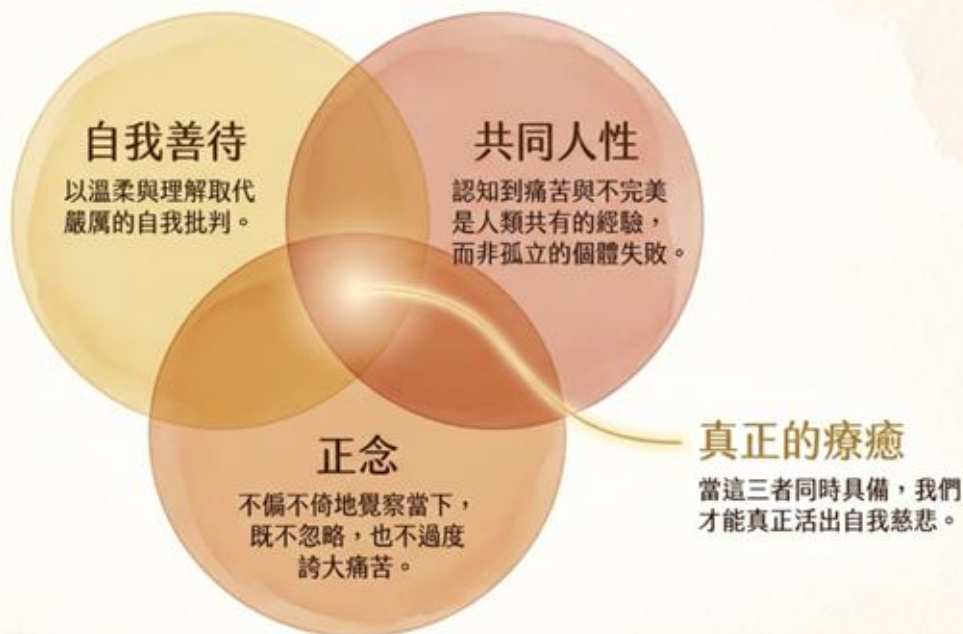 自我善待
以溫柔與理解取代
嚴厲的自我批判。
共同人性
認知到痛苦與不完美
是人類共有的經驗，
而非孤立的個體失敗。
正念
不偏不倚地覺察當下，
既不忽略，也不過度
誇大痛苦。
真正的療癒
當這三者同時具備，我們
才能真正活出自我慈悲。